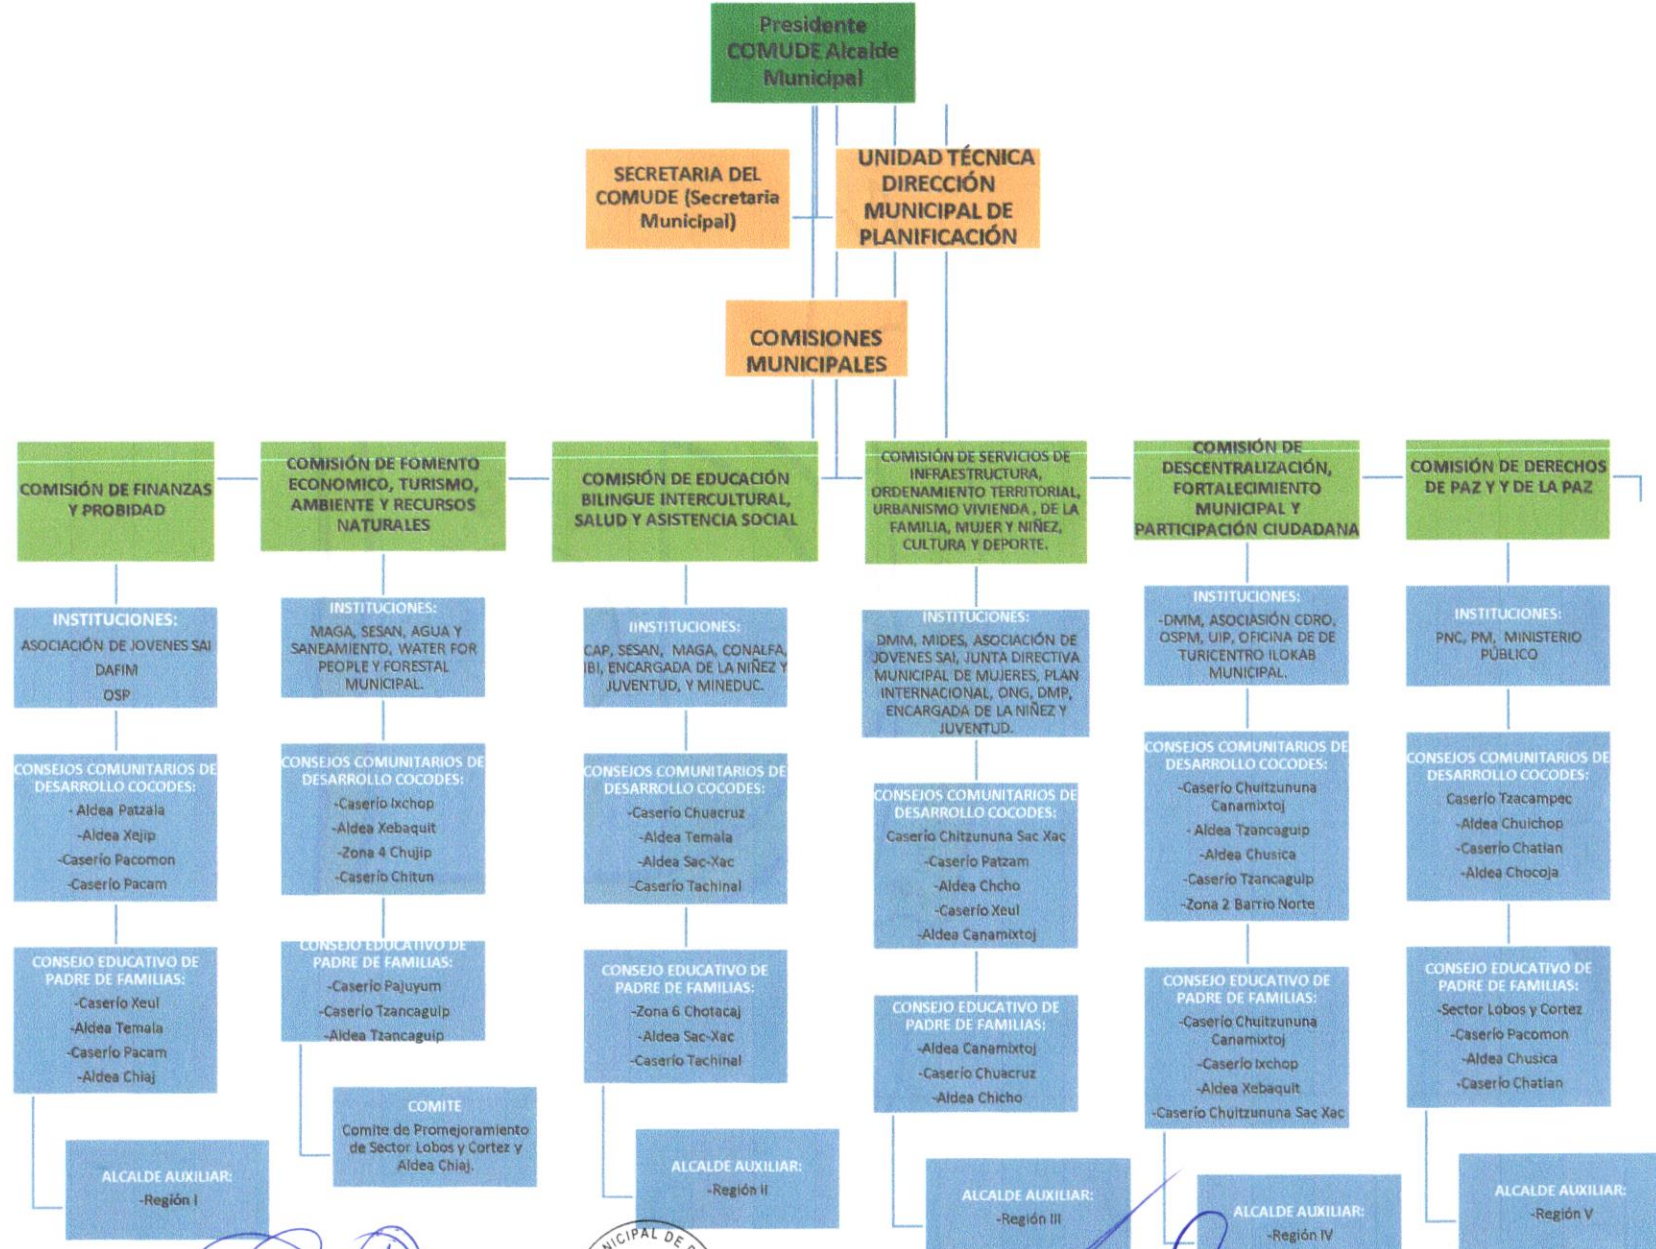 Presidente
COMUDE Alcalde
Municipal
SECRETARIA DEL
COMUDE (Secretaria
Municipal)
UNIDAD TÉCNICA
DIRECCIÓN
MUNICIPAL DE
PLANIFICACIÓN
COMISIONES
MUNICIPALES
COMISIÓN DE FINANZAS
Y PROBIDAD
INSTITUCIONES:
ASOCIACIÓN DE JOVENES SAI
DAFIM
OSP
CONSEJOS COMUNITARIOS DE
DESARROLLO COCODES:
- Aldea Patzala
-Aldea Xejip
-Caserío Pacomon
-Caserío Pacam
CONSEJO EDUCATIVO DE
PADRE DE FAMILIAS:
-Caserío Xeul
-Aldea Temala
-Caserío Pacam
-Aldea Chiaj
ALCALDE AUXILIAR:
-Región I
COMISIÓN DE FOMENTO
ECONOMICO, TURISMO,
AMBIENTE Y RECURSOS
NATURALES
INSTITUCIONES:
MAGA, SESAN, AGUA Y
SANEAMIENTO, WATER FOR
PEOPLE Y FORESTAL
MUNICIPAL.
CONSEJOS COMUNITARIOS DE
DESARROLLO COCODES:
-Caserío Ixchop
-Aldea Xebaquit
-Zona 4 Chujip
-Caserío Chitun
CONSEJO EDUCATIVO DE
PADRE DE FAMILIAS:
-Caserío Pajuyum
-Caserío Tzancaguip
-Aldea Tzancaguip
COMITE
Comite de Promejoramiento
de Sector Lobos y Cortez y
Aldea Chiaj.
COMISIÓN DE EDUCACIÓN
BILINGUE INTERCULTURAL,
SALUD Y ASISTENCIA SOCIAL
IINSTITUCIONES:
CAP, SESAN, MAGA, CONALFA,
IBI, ENCARGADA DE LA NIÑEZ Y
JUVENTUD, Y MINEDUC.
CONSEJOS COMUNITARIOS DE
DESARROLLO COCODES:
-Caserío Chuacruz
-Aldea Temala
-Aldea Sac-Xac
-Caserío Tachinal
CONSEJO EDUCATIVO DE
PADRE DE FAMILIAS:
-Zona 6 Chotacaj
-Aldea Sac-Xac
-Caserío Tachinal
ALCALDE AUXILIAR:
-Región II
COMISIÓN DE SERVICIOS DE
INFRAESTRUCTURA,
ORDENAMIENTO TERRITORIAL,
URBANISMO VIVIENDA , DE LA
FAMILIA, MUJER Y NIÑEZ,
CULTURA Y DEPORTE.
INSTITUCIONES:
DMM, MIDES, ASOCIACIÓN DE
JOVENES SAI, JUNTA DIRECTIVA
MUNICIPAL DE MUJERES, PLAN
INTERNACIONAL, ONG, DMP,
ENCARGADA DE LA NIÑEZ Y
JUVENTUD.
CONSEJOS COMUNITARIOS DE
DESARROLLO COCODES:
Caserío Chitzununa Sac Xac
-Caserío Patzam
-Aldea Chcho
-Caserío Xeul
-Aldea Canamixtoj
CONSEJO EDUCATIVO DE
PADRE DE FAMILIAS:
-Aldea Canamixtoj
-Caserío Chuacruz
-Aldea Chicho
ALCALDE AUXILIAR:
-Región III
COMISIÓN DE
DESCENTRALIZACIÓN,
FORTALECIMIENTO
MUNICIPAL Y
PARTICIPACIÓN CIUDADANA
INSTITUCIONES:
-DMM, ASOCIASIÓN CDRO,
OSPM, UIP, OFICINA DE DE
TURICENTRO ILOKAB
MUNICIPAL.
CONSEJOS COMUNITARIOS DE
DESARROLLO COCODES:
-Caserío Chuitzununa
Canamixtoj
- Aldea Tzancaguip
-Aldea Chusica
-Caserío Tzancaguip
-Zona 2 Barrio Norte
CONSEJO EDUCATIVO DE
PADRE DE FAMILIAS:
-Caserío Chuitzununa
Canamixtoj
-Caserío Ixchop
-Aldea Xebaquit
-Caserío Chuitzununa Sac Xac
ALCALDE AUXILIAR:
-Región IV
COMISIÓN DE DERECHOS
DE PAZ Y Y DE LA PAZ
INSTITUCIONES:
PNC, PM, MINISTERIO
PÚBLICO
CONSEJOS COMUNITARIOS DE
DESARROLLO COCODES:
Caserío Tzacampec
-Aldea Chuichop
-Caserío Chatian
-Aldea Chocoja
CONSEJO EDUCATIVO DE
PADRE DE FAMILIAS:
-Sector Lobos y Cortez
-Caserío Pacomon
-Aldea Chusica
-Caserío Chatian
ALCALDE AUXILIAR:
-Región V